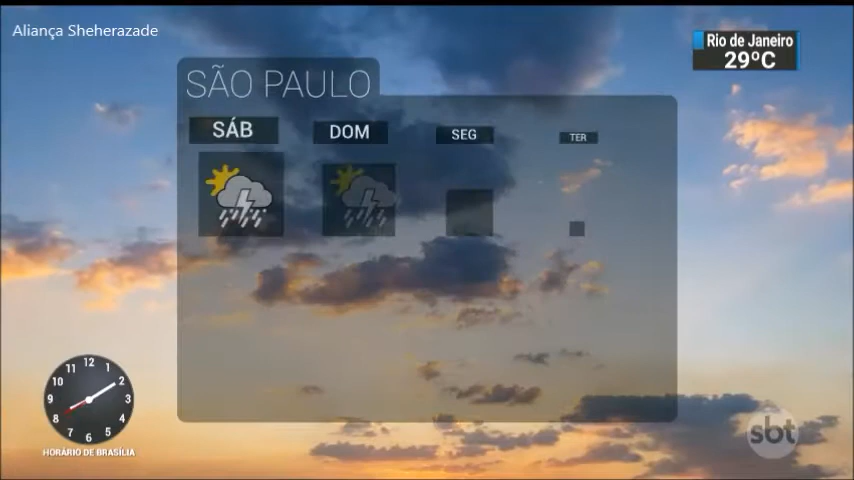 Aliança Sheherazade
Rio de Janeiro
29ºC
SÃO PAULO
SÁB
DOM
SEG
TER
12
1
2
3
4
5
6
7
8
9
10
11
HORÁRIO DE BRASÍLIA
sbt